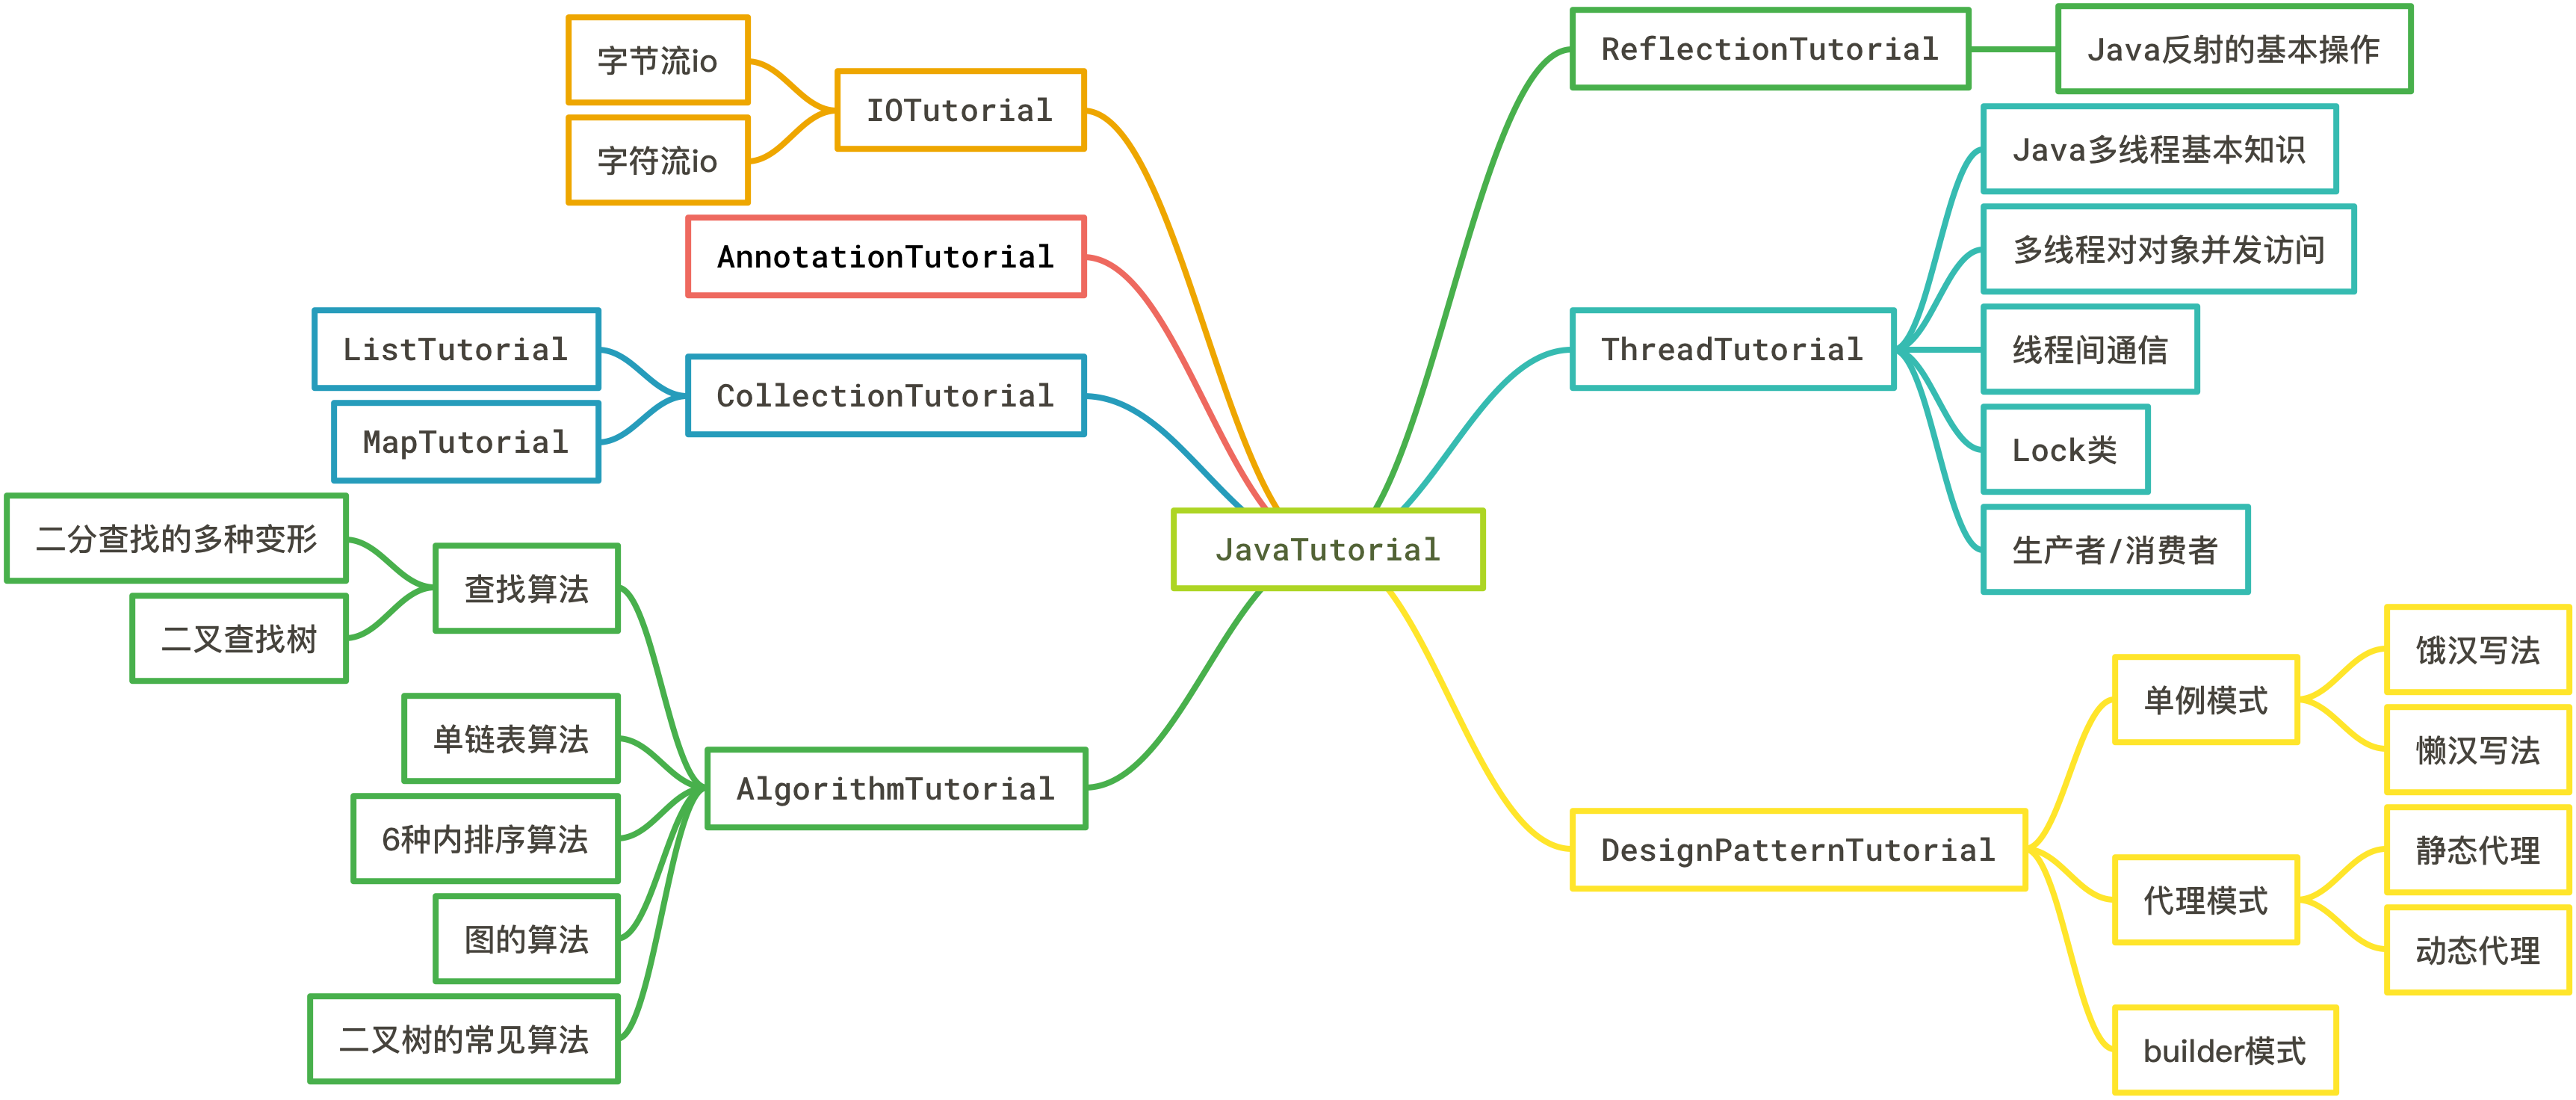 JavaTutorial
ReflectionTutorial
Java反射的基本操作
ThreadTutorial
Java多线程基本知识
多线程对对象并发访问
线程间通信
Lock类
生产者/消费者
DesignPatternTutorial
单例模式
饿汉写法
懒汉写法
代理模式
静态代理
动态代理
builder模式
IOTutorial
字节流io
字符流io
AnnotationTutorial
CollectionTutorial
ListTutorial
MapTutorial
AlgorithmTutorial
查找算法
二分查找的多种变形
二叉查找树
单链表算法
6种内排序算法
图的算法
二叉树的常见算法